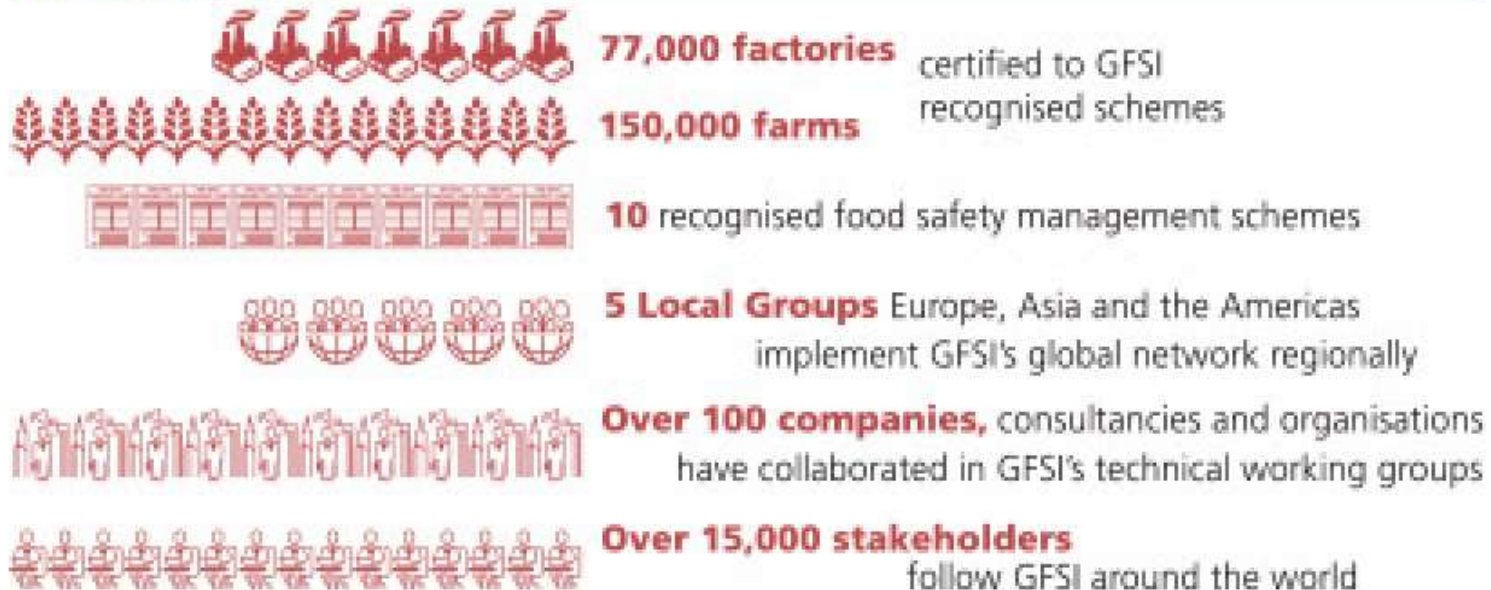 77,000 factories
150,000 farms
certified to GFSI
recognised schemes
10 recognised food safety management schemes
5 Local Groups Europe, Asia and the Americas
implement GFSI's global network regionally
Over 100 companies, consultancies and organisations
have collaborated in GFSI's technical working groups
Over 15,000 stakeholders
follow GFSI around the world